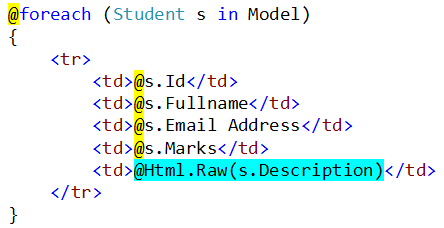 @foreach (Student s in Model)
{
    <tr>
        <td>@s.Id</td>
        <td>@s.Fullname</td>
        <td>@s.Email Address</td>
        <td>@s.Marks</td>
        <td>@Html.Raw(s.Description)</td>
    </tr>
}